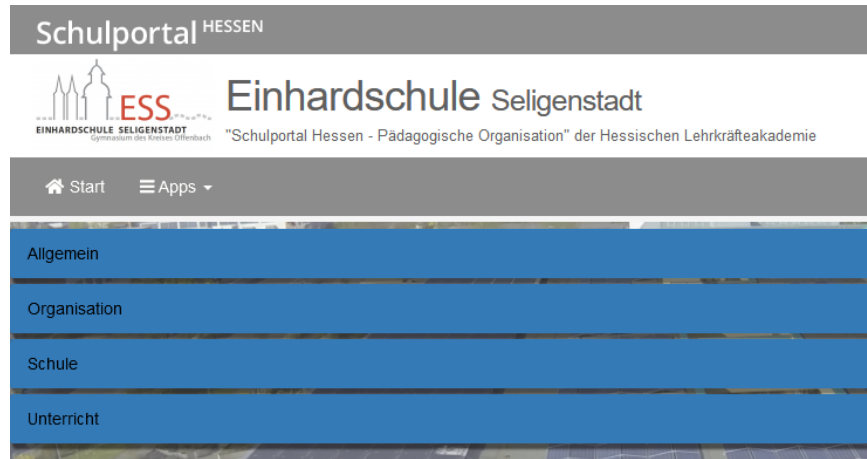 Schulportal HESSEN
ESS
EINHARDSCHULE SELIGENSTADT
Gymnasium des Kreises Offenbach
Einhardschule Seligenstadt
"Schulportal Hessen - Pädagogische Organisation" der Hessischen Lehrkräfteakademie
Start Apps
Allgemein
Organisation
Schule
Unterricht